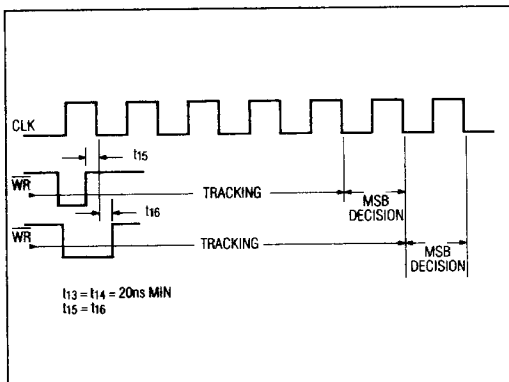 CLK
t15
WR
TRACKING
MSB
DECISION
t16
WR
TRACKING
MSB
DECISION
t13 = t14 = 20ns MIN
t15 = t16